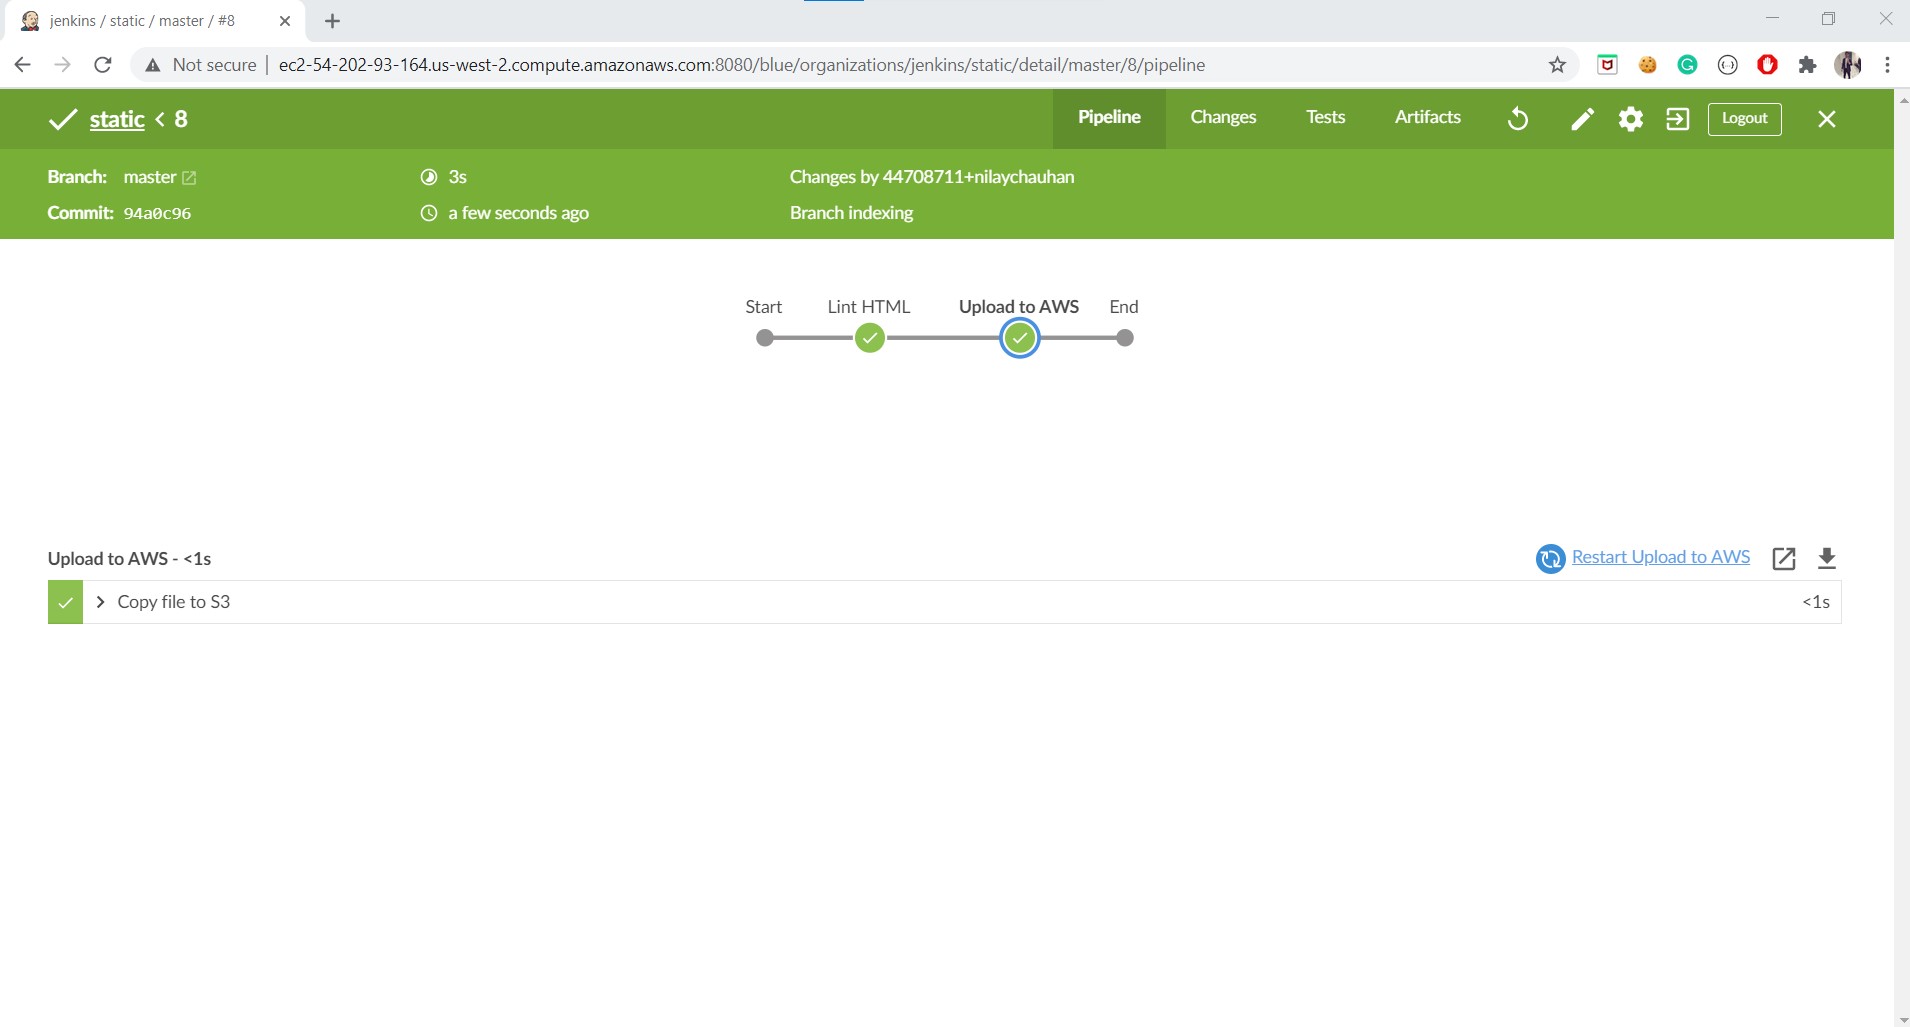 jenkins / static / master / #8
Not secure | ec2-54-202-93-164.us-west-2.compute.amazonaws.com:8080/blue/organizations/jenkins/static/detail/master/8/pipeline
static < 8
Pipeline Changes Tests Artifacts Logout
Branch: master 3s Changes by 44708711+nilaychauhan
Commit: 94a0c96 a few seconds ago Branch indexing
Start Lint HTML Upload to AWS End
Upload to AWS - <1s Restart Upload to AWS
Copy file to S3 <1s